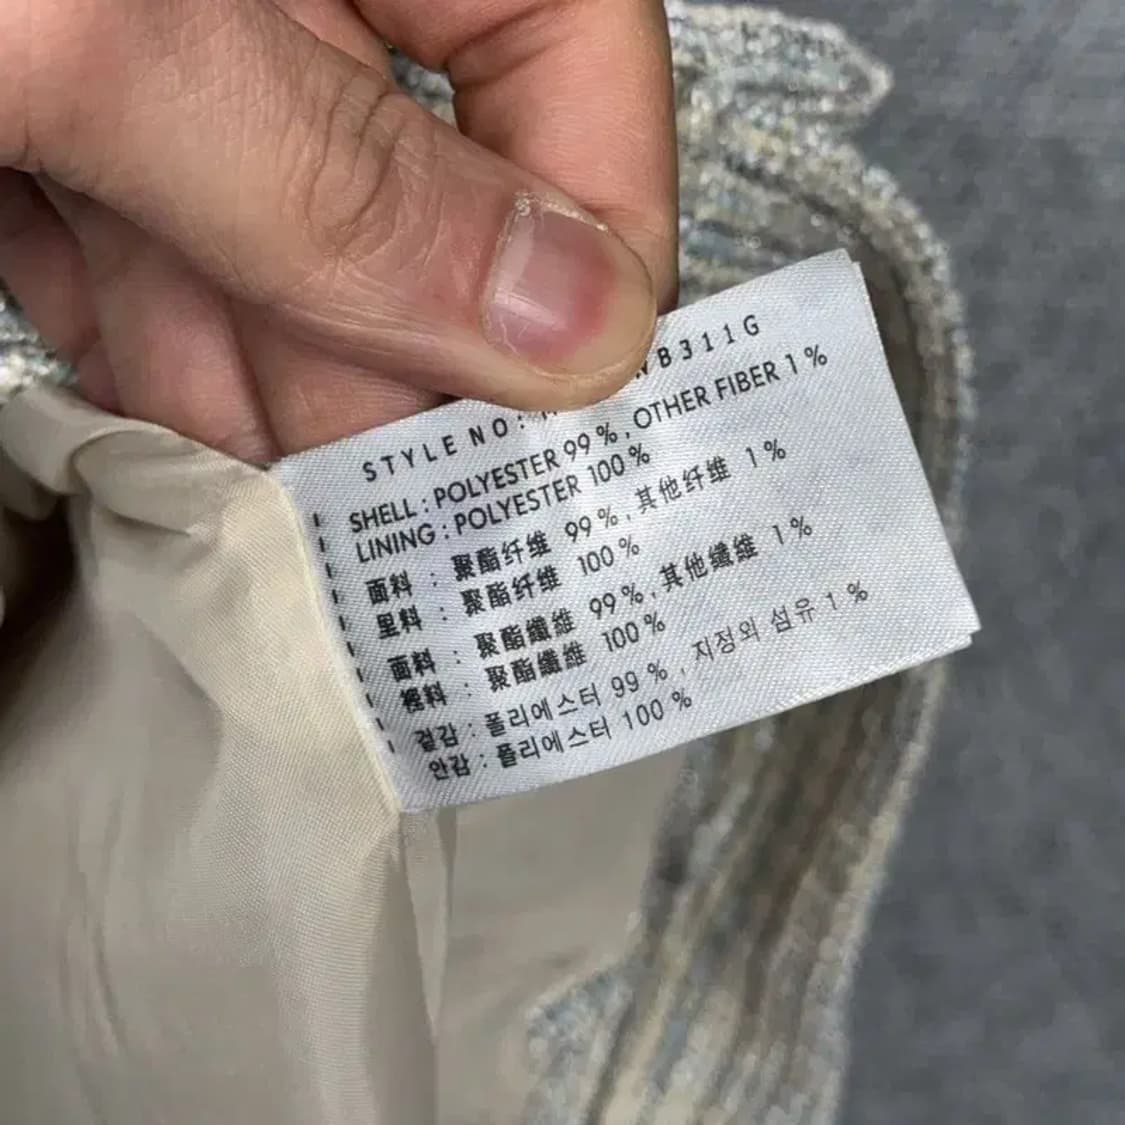 STYLE NO: B311G
SHELL : POLYESTER 99 %, OTHER FIBER 1 %
LINING : POLYESTER 100 %
面料 : 聚酯纤维 99 %, 其他纤维 1 %
里料 : 聚酯纤维 100 %
面料 : 聚酯纖維 99 %, 其他纖維 1 %
裡料 : 聚酯纖維 100 %
겉감 : 폴리에스터 99 %, 지정외 섬유 1 %
안감 : 폴리에스터 100 %